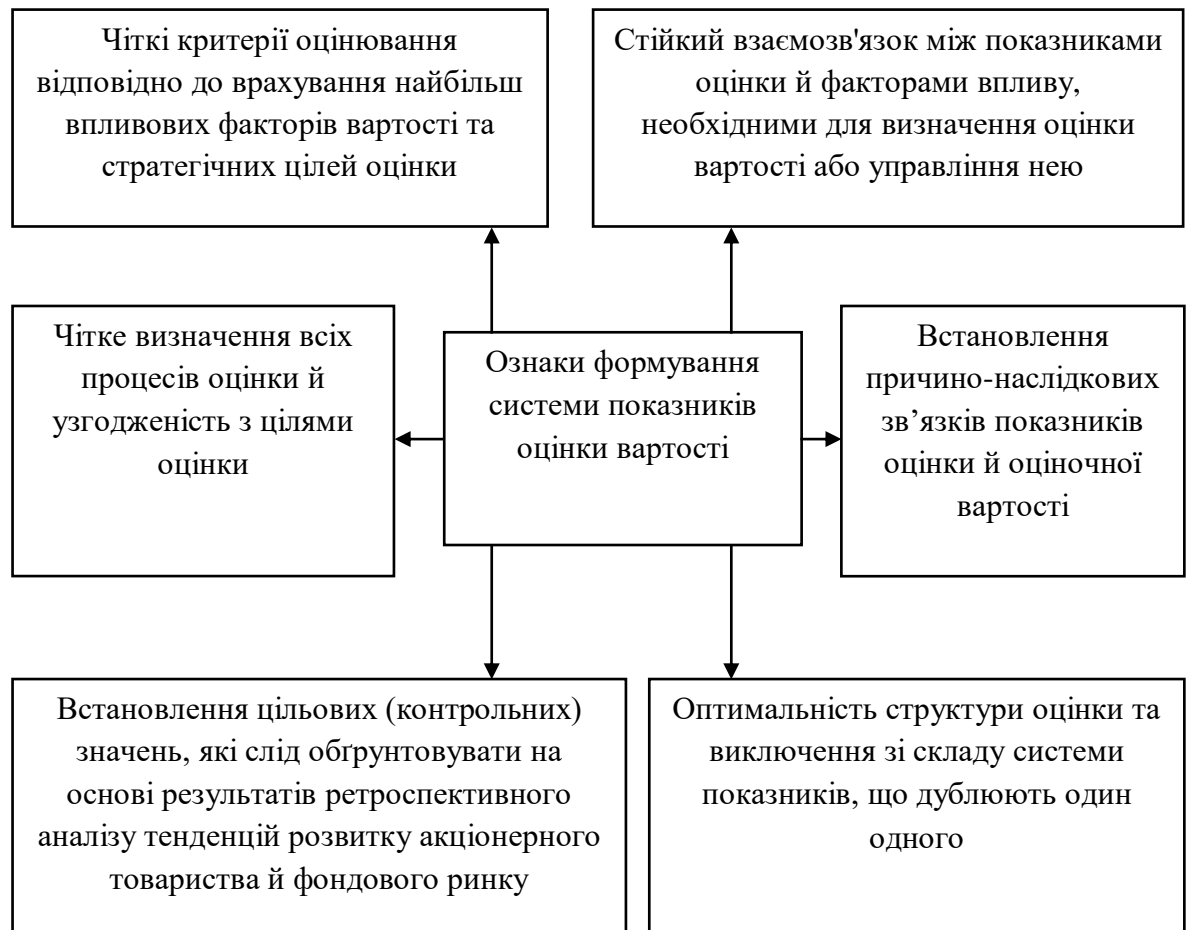 Чіткі критерії оцінювання
відповідно до врахування найбільш
впливових факторів вартості та
стратегічних цілей оцінки
Стійкий взаємозв'язок між показниками
оцінки й факторами впливу,
необхідними для визначення оцінки
вартості або управління нею
Чітке визначення всіх
процесів оцінки й
узгодженість з цілями
оцінки
Ознаки формування
системи показників
оцінки вартості
Встановлення
причино-наслідкових
зв’язків показників
оцінки й оціночної
вартості
Встановлення цільових (контрольних)
значень, які слід обґрунтовувати на
основі результатів ретроспективного
аналізу тенденцій розвитку акціонерного
товариства й фондового ринку
Оптимальність структури оцінки та
виключення зі складу системи
показників, що дублюють один
одного